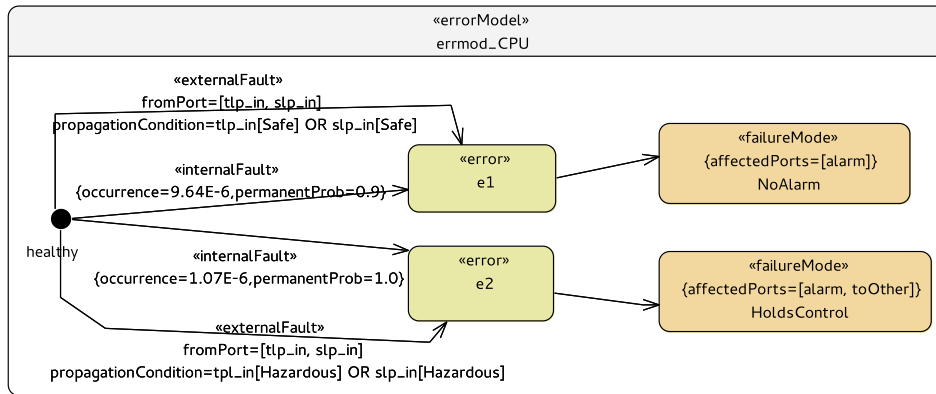 «errorModel»
errmod_CPU
«externalFault»
fromPort=[tlp_in, slp_in]
propagationCondition=tlp_in[Safe] OR slp_in[Safe]
«internalFault»
{occurrence=9.64E-6,permanentProb=0.9}
«error»
e1
«failureMode»
{affectedPorts=[alarm]}
NoAlarm
healthy
«internalFault»
{occurrence=1.07E-6,permanentProb=1.0}
«error»
e2
«failureMode»
{affectedPorts=[alarm, toOther]}
HoldsControl
«externalFault»
fromPort=[tlp_in, slp_in]
propagationCondition=tpl_in[Hazardous] OR slp_in[Hazardous]